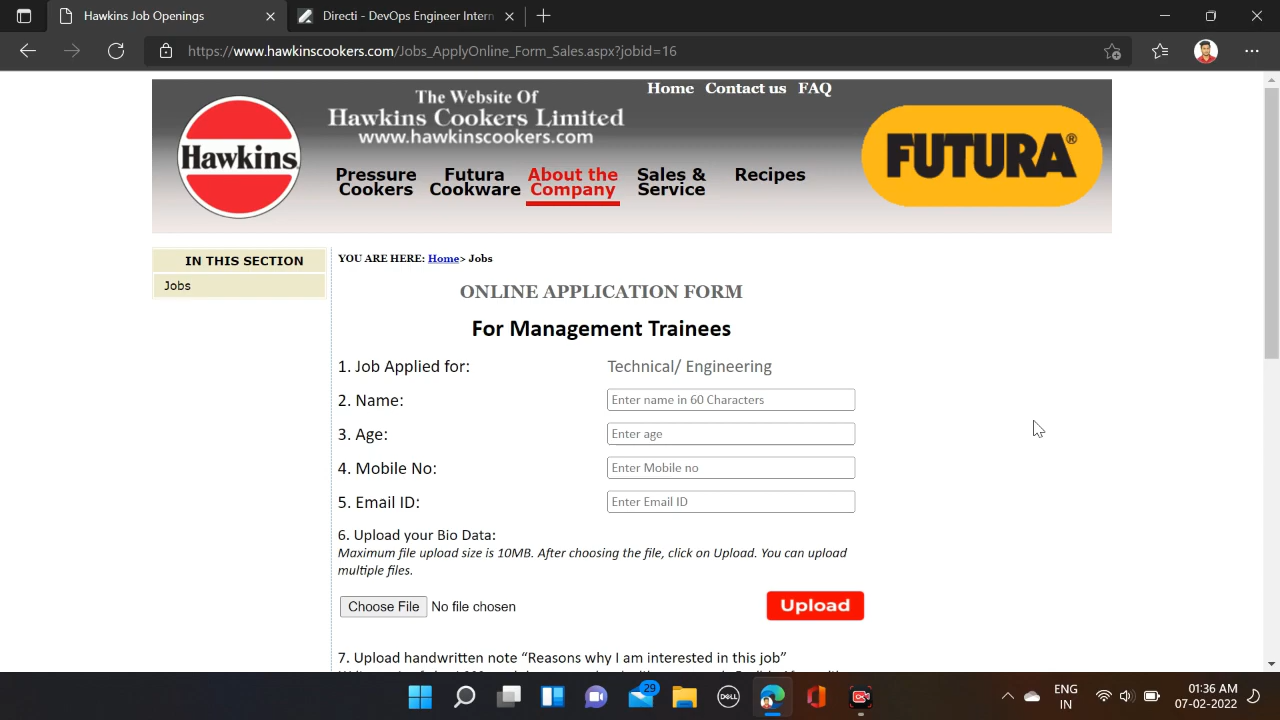 Hawkins Job Openings
Directi - DevOps Engineer Intern
https://www.hawkinscookers.com/Jobs_ApplyOnline_Form_Sales.aspx?jobid=16
The Website Of
Hawkins Cookers Limited
www.hawkinscookers.com
Home Contact us FAQ
Hawkins
FUTURA®
Pressure Cookers
Futura Cookware
About the Company
Sales & Service
Recipes
IN THIS SECTION
Jobs
YOU ARE HERE: Home> Jobs
ONLINE APPLICATION FORM
For Management Trainees
1. Job Applied for: Technical/ Engineering
2. Name: Enter name in 60 Characters
3. Age: Enter age
4. Mobile No: Enter Mobile no
5. Email ID: Enter Email ID
6. Upload your Bio Data:
Maximum file upload size is 10MB. After choosing the file, click on Upload. You can upload
multiple files.
Choose File No file chosen Upload
7. Upload handwritten note “Reasons why I am interested in this job”
29
DELL
ENG
IN
01:36 AM
07-02-2022